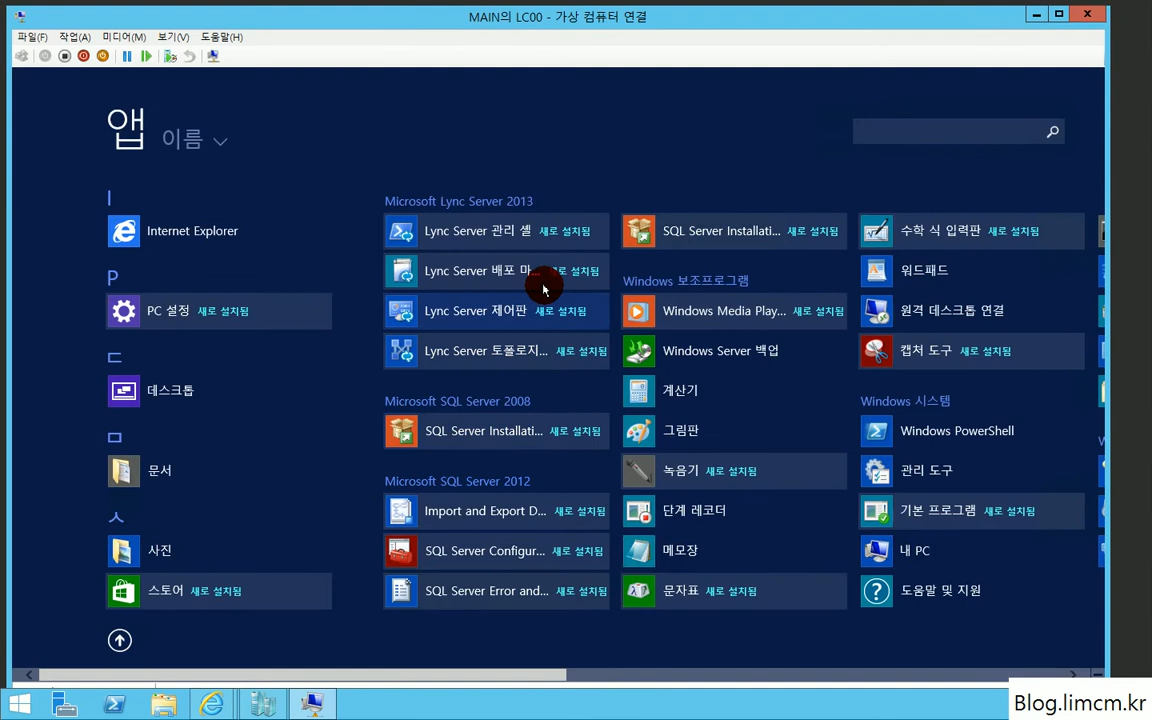 MAIN의 LC00 - 가상 컴퓨터 연결
파일(F) 작업(A) 미디어(M) 보기(V) 도움말(H)
앱 이름
I
Internet Explorer
P
PC 설정 새로 설치됨
ㄷ
데스크톱
ㅁ
문서
ㅅ
사진
스토어 새로 설치됨
Microsoft Lync Server 2013
Lync Server 관리 셸 새로 설치됨
Lync Server 배포 마... 로 설치됨
Lync Server 제어판 새로 설치됨
Lync Server 토폴로지... 새로 설치됨
Microsoft SQL Server 2008
SQL Server Installati... 새로 설치됨
Microsoft SQL Server 2012
Import and Export D... 새로 설치됨
SQL Server Configur... 새로 설치됨
SQL Server Error and... 새로 설치됨
SQL Server Installati... 새로 설치됨
Windows 보조프로그램
Windows Media Play... 새로 설치됨
Windows Server 백업
계산기
그림판
녹음기 새로 설치됨
단계 레코더
메모장
문자표 새로 설치됨
수학 식 입력판 새로 설치됨
워드패드
원격 데스크톱 연결
캡처 도구 새로 설치됨
Windows 시스템
Windows PowerShell
관리 도구
기본 프로그램 새로 설치됨
내 PC
도움말 및 지원
Blog.limcm.kr